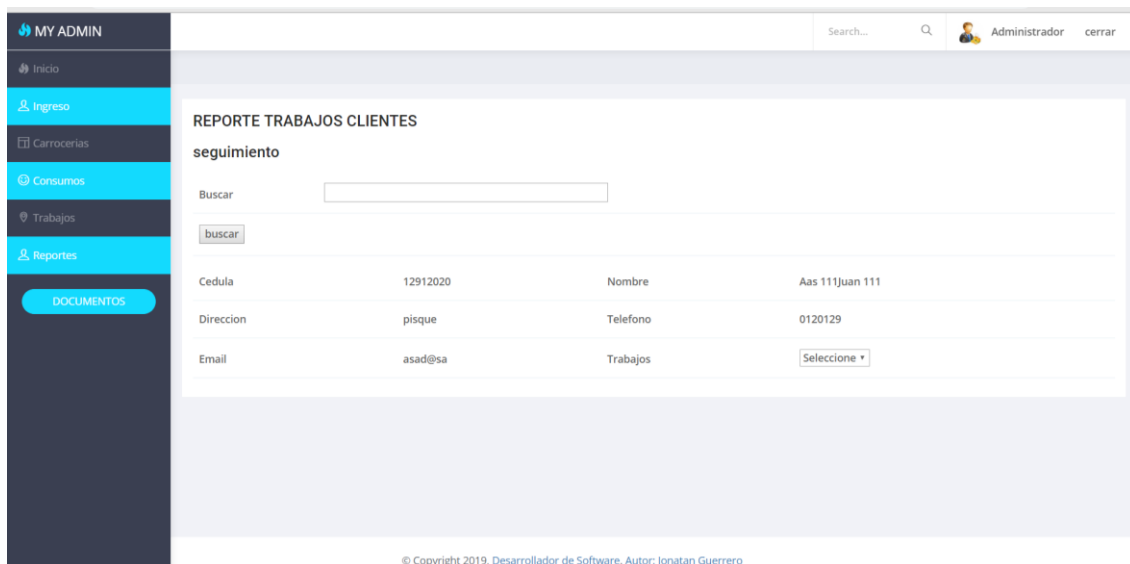 MY ADMIN
Search...
Administrador
cerrar
Inicio
Ingreso
Carrocerias
Consumos
Trabajos
Reportes
DOCUMENTOS
REPORTE TRABAJOS CLIENTES
seguimiento
Buscar
buscar
Cedula 12912020 Nombre Aas 111Juan 111
Direccion pisque Telefono 0120129
Email asad@sa Trabajos Seleccione
© Copyright 2019. Desarrollador de Software. Autor: Jonatan Guerrero